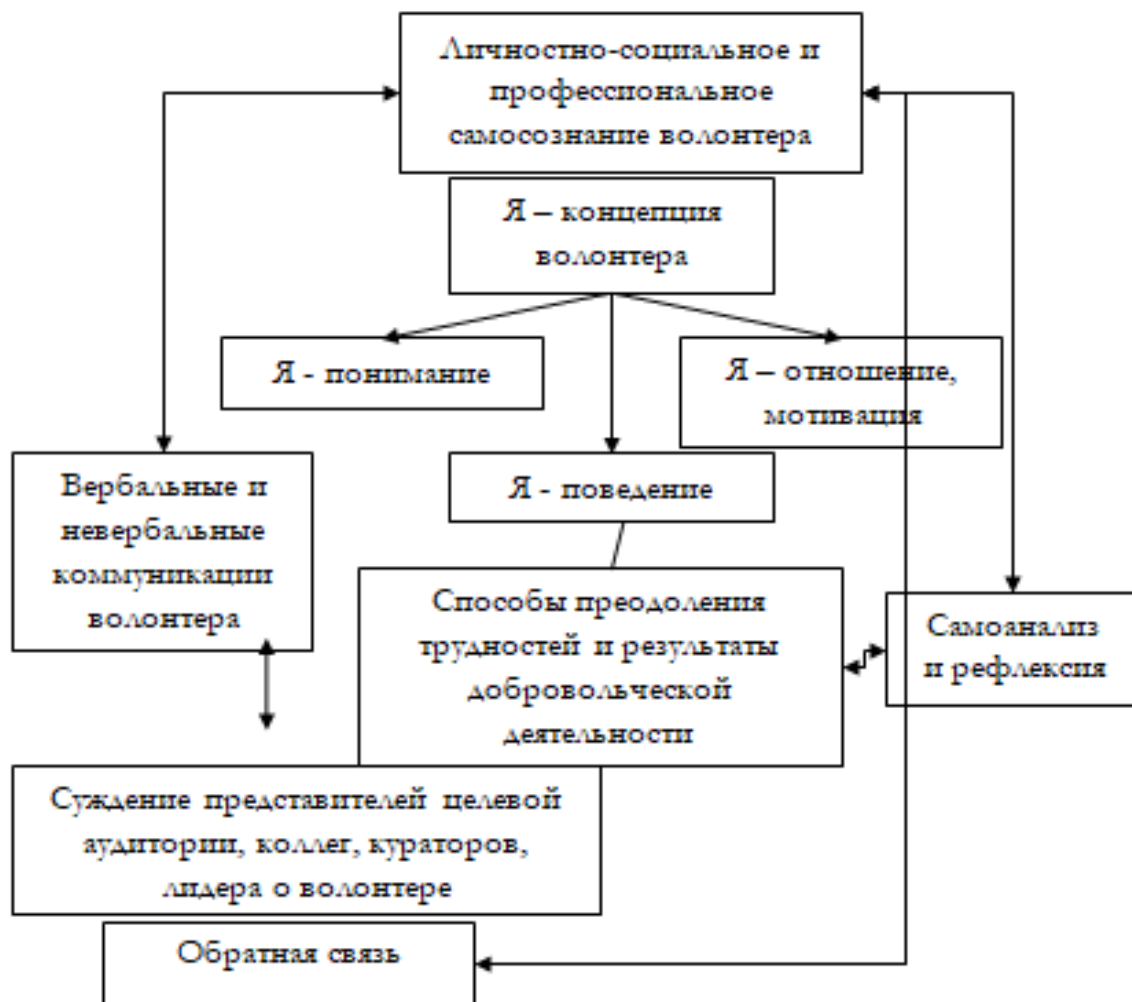 Личностно-социальное и
профессиональное
самосознание волонтера
Я – концепция
волонтера
Я - понимание
Я – отношение,
мотивация
Вербальные и
невербальные
коммуникации
волонтера
Я - поведение
Способы преодоления
трудностей и результаты
добровольческой
деятельности
Самоанализ
и рефлексия
Суждение представителей целевой
аудитории, коллег, кураторов,
лидера о волонтере
Обратная связь